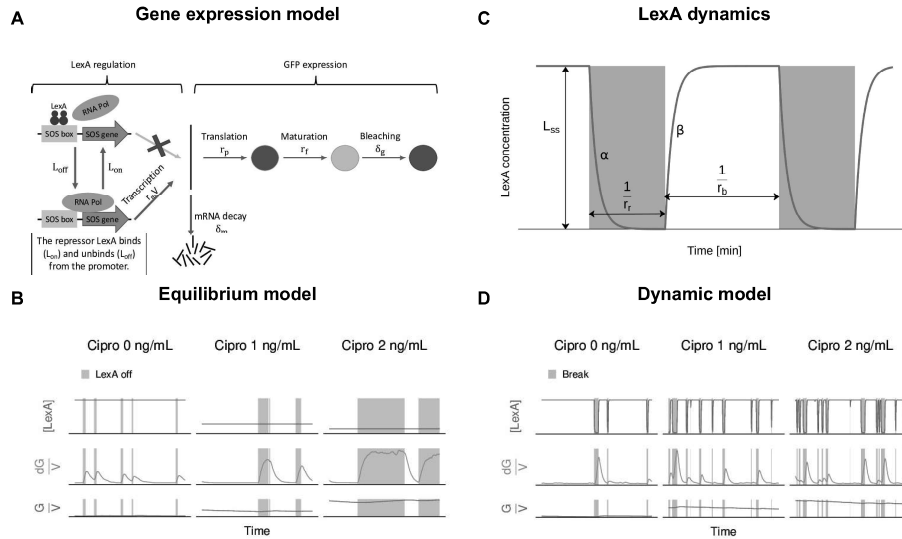 A
Gene expression model
LexA regulation
GFP expression
LexA
RNA Pol
SOS box
SOS gene
Loff
Lon
RNA Pol
SOS box
SOS gene
Transcription
Translation
rp
Maturation
rf
Bleaching
δg
mRNA decay
The repressor LexA binds
(Lon) and unbinds (Loff)
from the promoter.
C
LexA dynamics
LexA concentration
Lss
α
β
1
rr
1
rb
Time [min]
B
Equilibrium model
Cipro 0 ng/mL
Cipro 1 ng/mL
Cipro 2 ng/mL
LexA off
[LexA]
dG
V
G
V
Time
D
Dynamic model
Cipro 0 ng/mL
Cipro 1 ng/mL
Cipro 2 ng/mL
Break
[LexA]
dG
V
G
V
Time